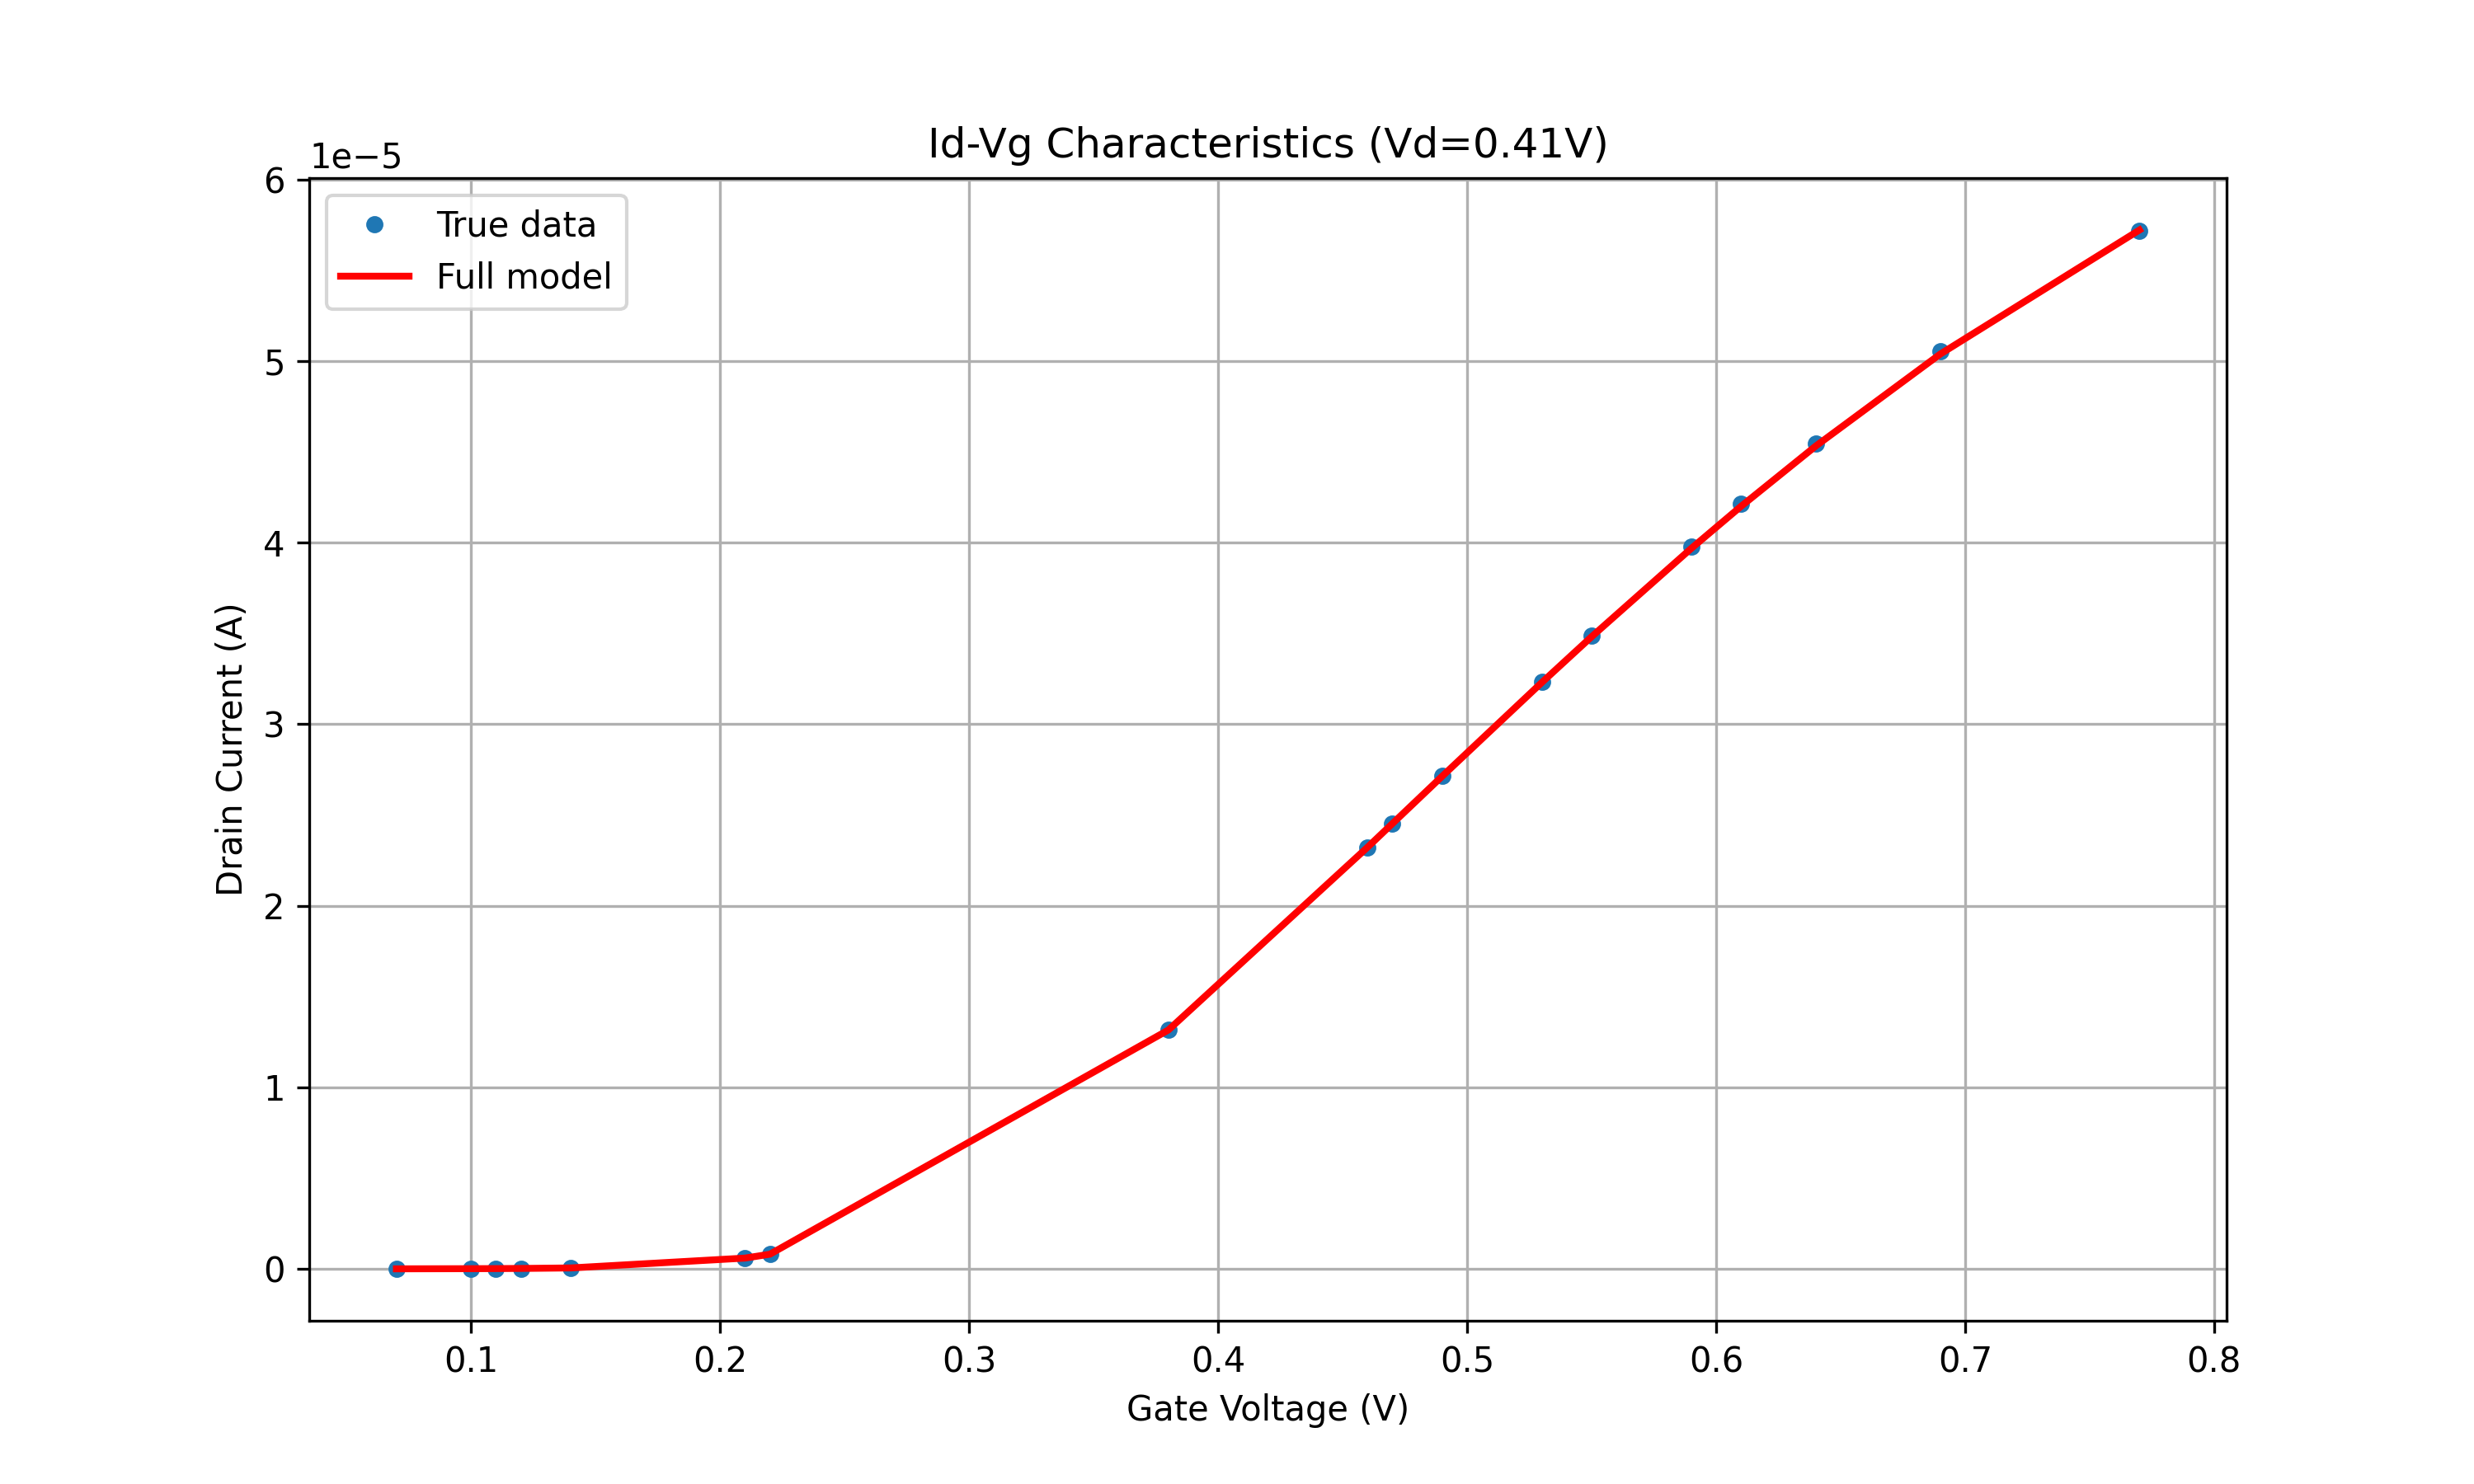 Id-Vg Characteristics (Vd=0.41V)
1e−5
True data
Full model
6
5
4
3
2
1
0
Drain Current (A)
0.1 0.2 0.3 0.4 0.5 0.6 0.7 0.8
Gate Voltage (V)